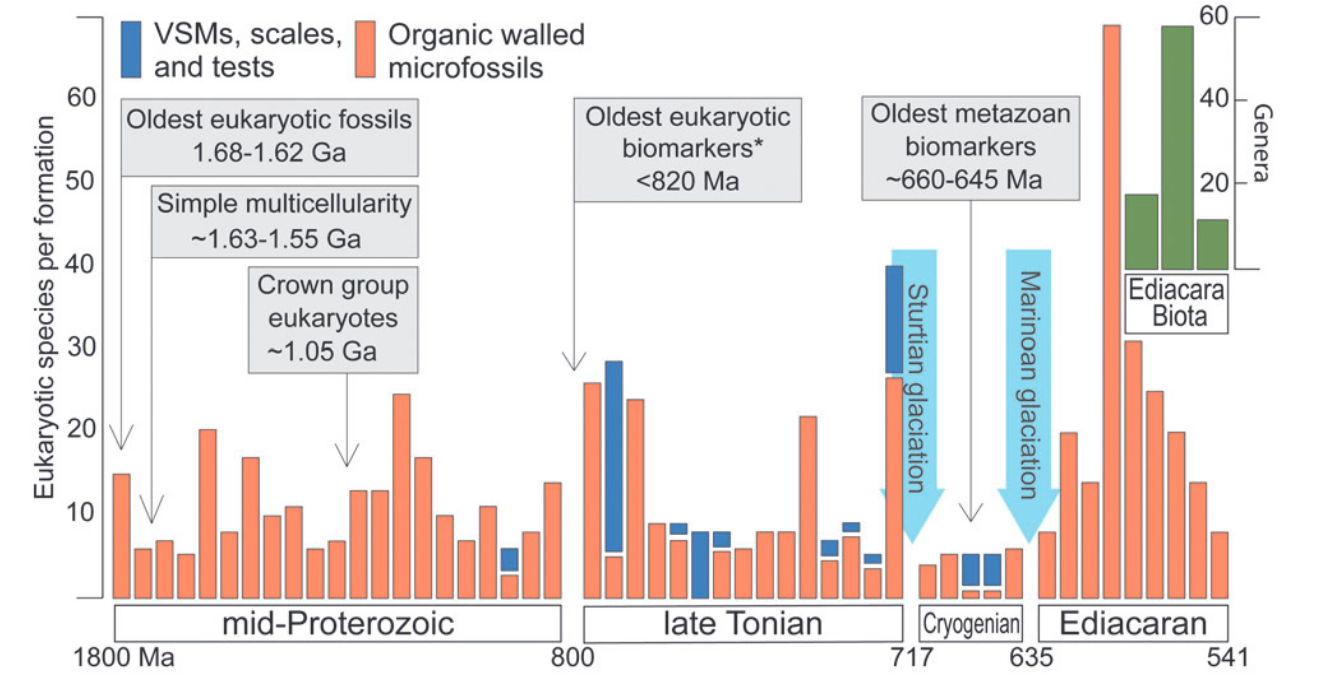 VSMs, scales,
and tests
Organic walled
microfossils
Eukaryotic species per formation
60
50
40
30
20
10
Oldest eukaryotic fossils
1.68-1.62 Ga
Simple multicellularity
~1.63-1.55 Ga
Crown group
eukaryotes
~1.05 Ga
Oldest eukaryotic
biomarkers*
<820 Ma
Oldest metazoan
biomarkers
~660-645 Ma
Sturtian glaciation
Marinoan glaciation
60
40
20
Genera
Ediacara
Biota
mid-Proterozoic
late Tonian
Cryogenian
Ediacaran
1800 Ma
800
717
635
541